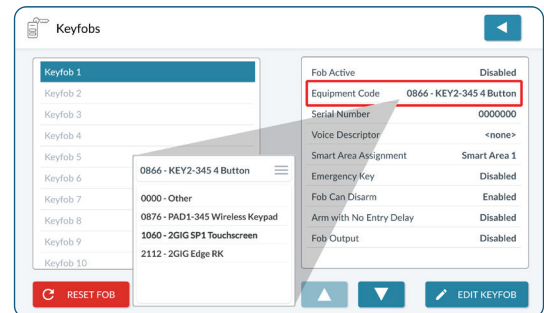 Keyfobs
Keyfob 1
Keyfob 2
Keyfob 3
Keyfob 4
Keyfob 5
Keyfob 6
Keyfob 7
Keyfob 8
Keyfob 9
Keyfob 10
0866 - KEY2-345 4 Button
0000 - Other
0876 - PAD1-345 Wireless Keypad
1060 - 2GIG SP1 Touchscreen
2112 - 2GIG Edge RK
Fob Active Disabled
Equipment Code 0866 - KEY2-345 4 Button
Serial Number 0000000
Voice Descriptor <none>
Smart Area Assignment Smart Area 1
Emergency Key Disabled
Fob Can Disarm Enabled
Arm with No Entry Delay Disabled
Fob Output Disabled
RESET FOB
EDIT KEYFOB